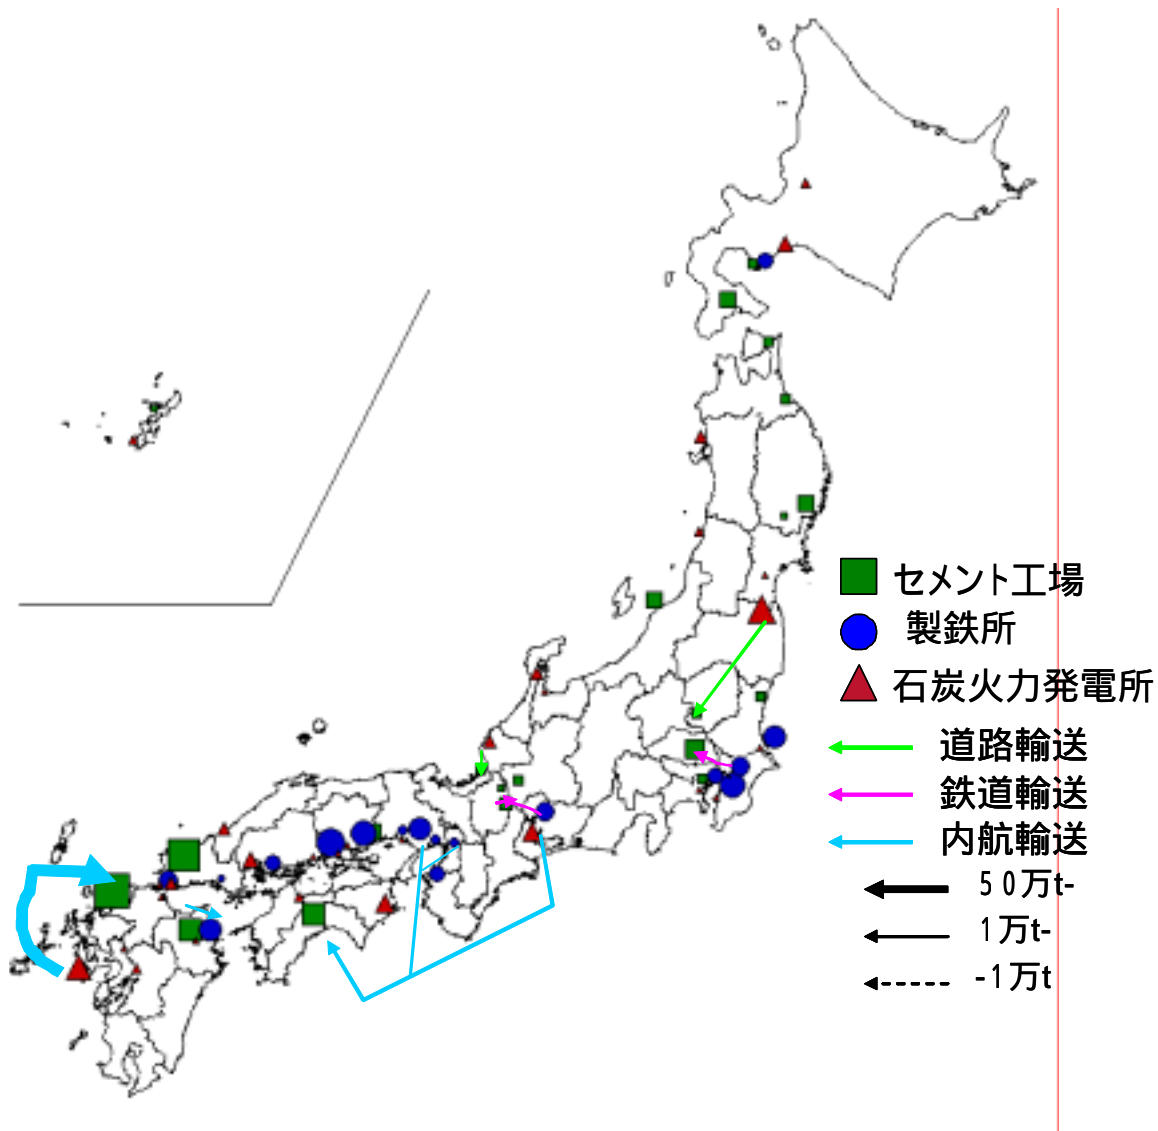 セメント工場
製鉄所
石炭火力発電所
道路輸送
鉄道輸送
内航輸送
５０万t-
1万t-
-1万t